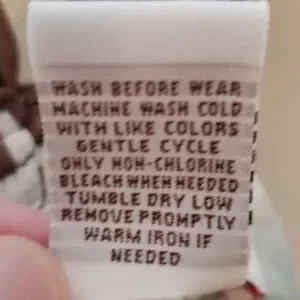 WASH BEFORE WEAR
MACHINE WASH COLD
WITH LIKE COLORS
GENTLE CYCLE
ONLY NON-CHLORINE
BLEACH WHEN NEEDED
TUMBLE DRY LOW
REMOVE PROMPTLY
WARM IRON IF
NEEDED